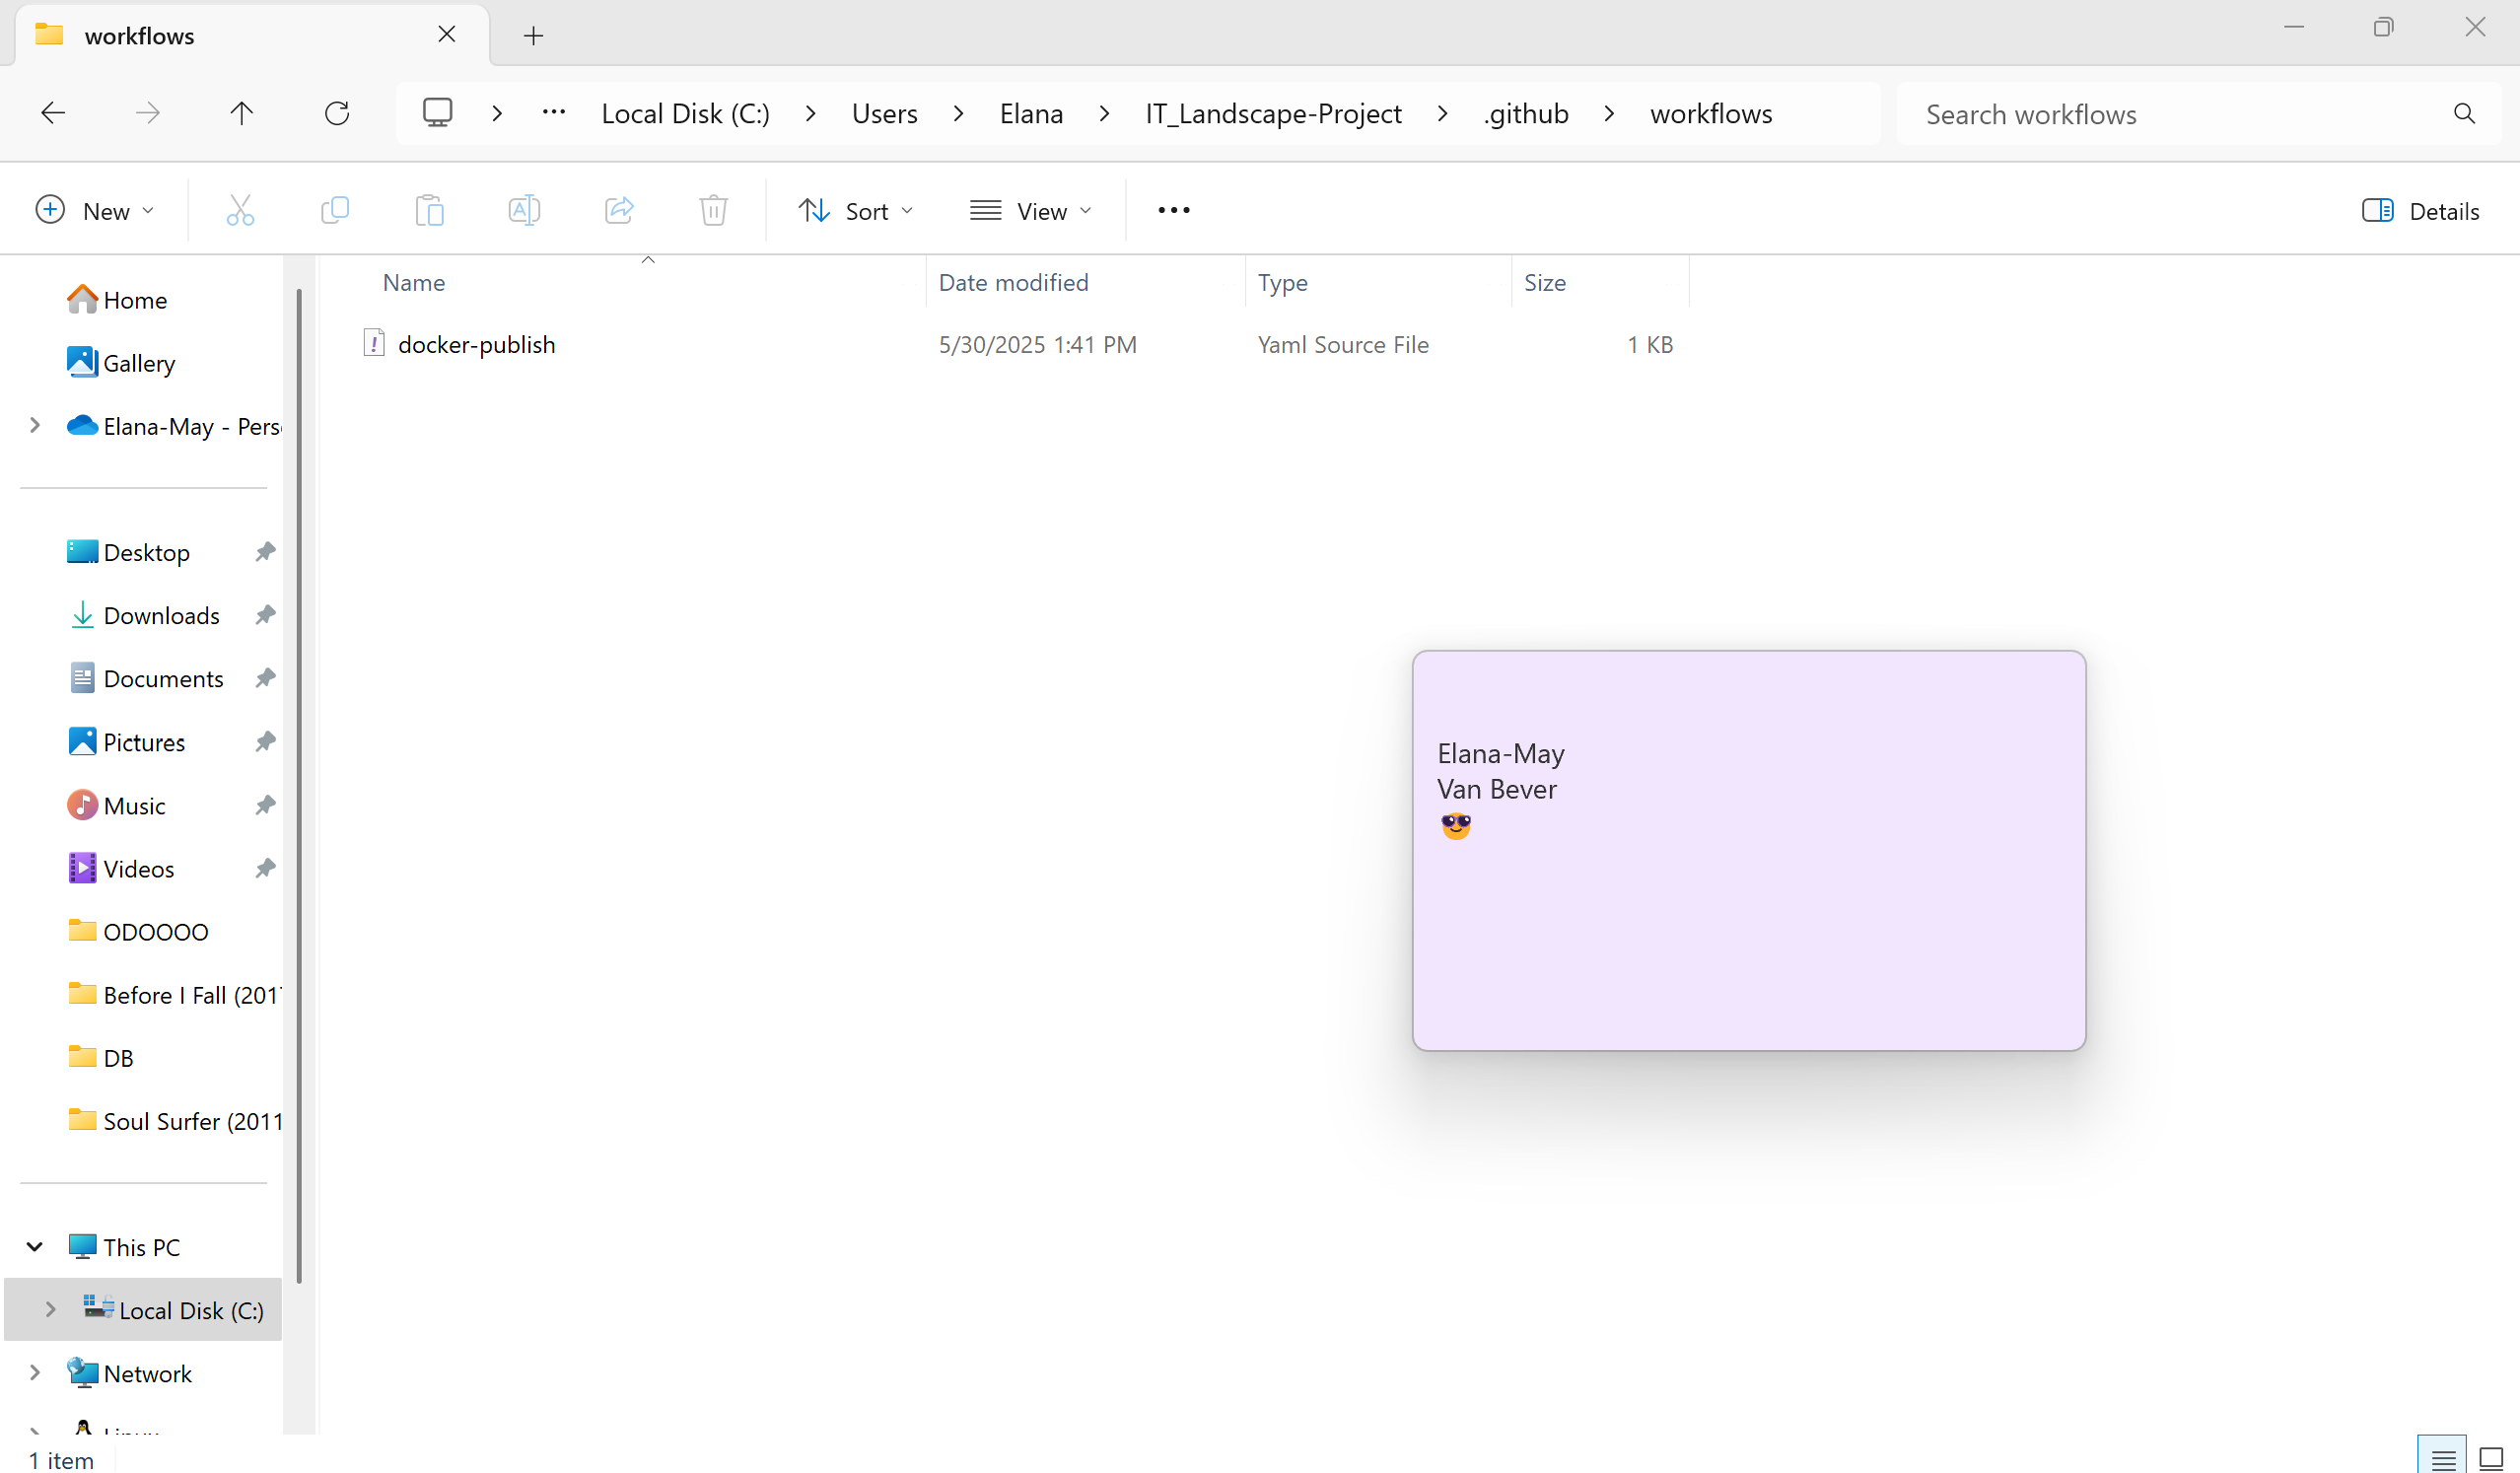 workflows
Local Disk (C:) Users Elana IT_Landscape-Project .github workflows
Search workflows
New
Sort
View
Details
Name Date modified Type Size
docker-publish 5/30/2025 1:41 PM Yaml Source File 1 KB
Home
Gallery
Elana-May - Pers
Desktop
Downloads
Documents
Pictures
Music
Videos
ODOOOO
Before I Fall (201
DB
Soul Surfer (2011
This PC
Local Disk (C:)
Network
1 item
Elana-May
Van Bever
😎